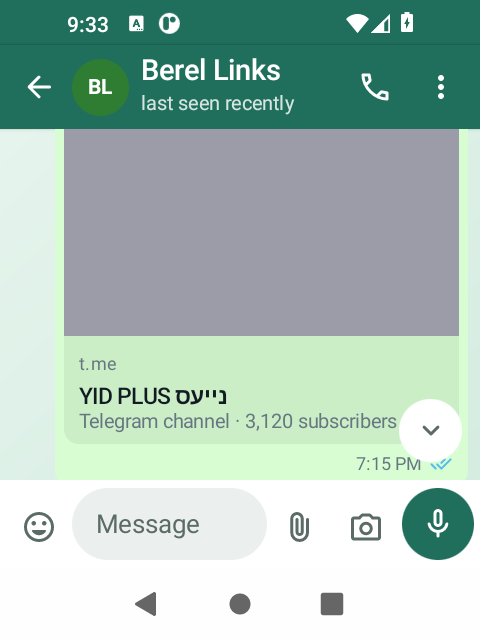 9:33
A
BL
Berel Links
last seen recently
t.me
YID PLUS נייעס
Telegram channel · 3,120 subscribers
7:15 PM
Message